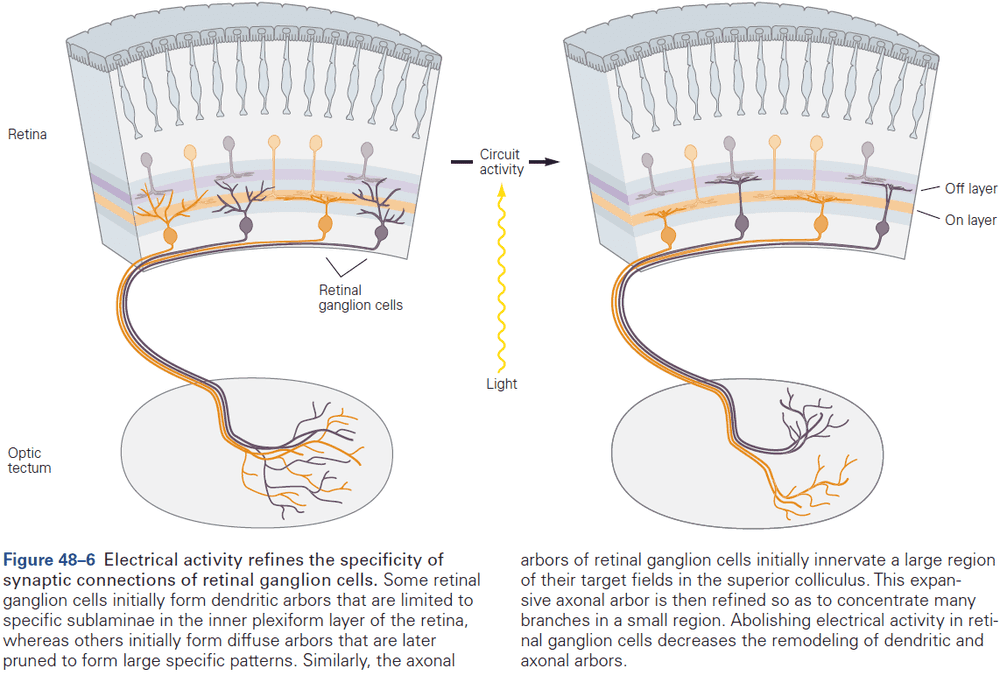 Retina
Circuit
activity
Off layer
On layer
Retinal
ganglion cells
Light
Optic
tectum
Figure 48–6 Electrical activity refines the specificity of
synaptic connections of retinal ganglion cells. Some retinal
ganglion cells initially form dendritic arbors that are limited to
specific sublaminae in the inner plexiform layer of the retina,
whereas others initially form diffuse arbors that are later
pruned to form large specific patterns. Similarly, the axonal
arbors of retinal ganglion cells initially innervate a large region
of their target fields in the superior colliculus. This expan-
sive axonal arbor is then refined so as to concentrate many
branches in a small region. Abolishing electrical activity in reti-
nal ganglion cells decreases the remodeling of dendritic and
axonal arbors.